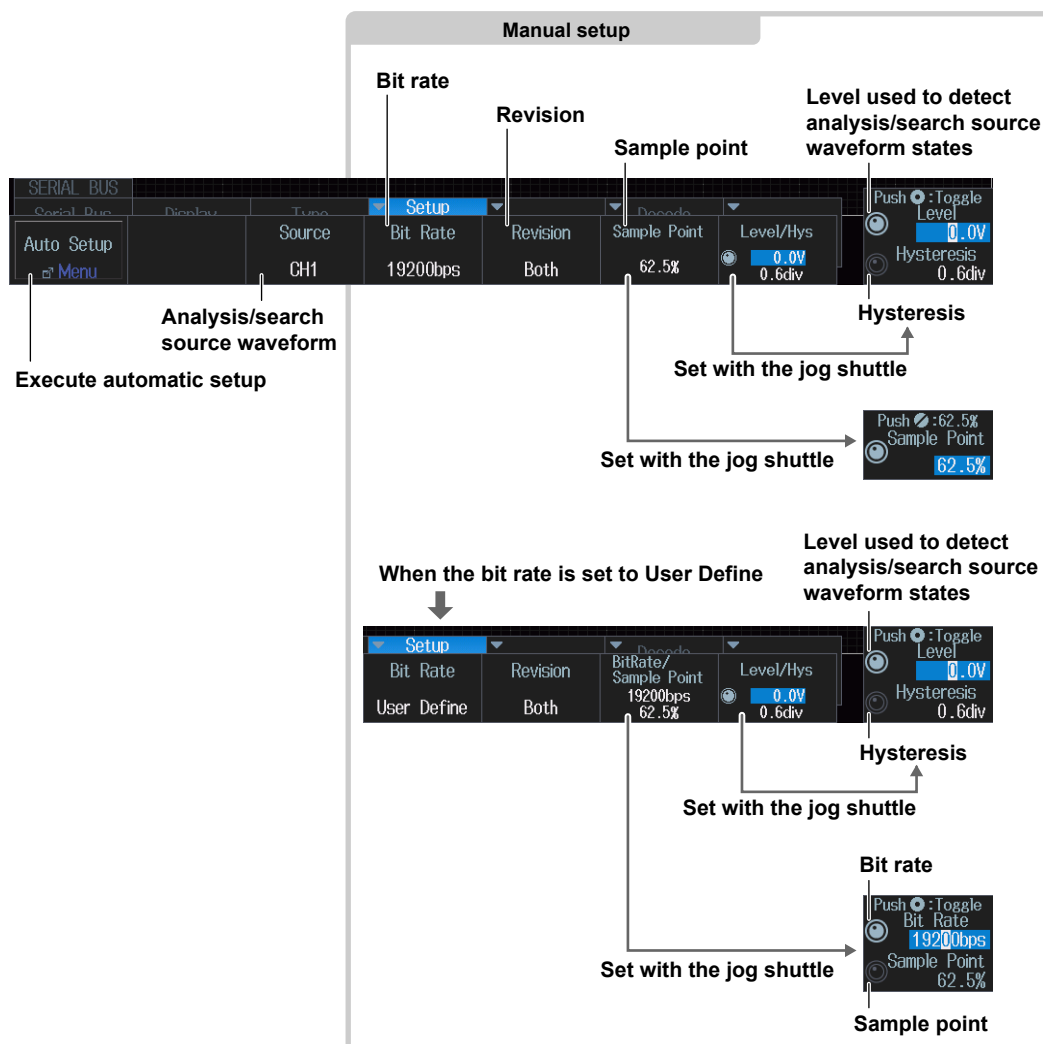 Manual setup
Bit rate
Revision
Sample point
Level used to detect
analysis/search source
waveform states
SERIAL BUS
Serial Bus
Display
Type
Setup
Decode
Auto Setup
Menu
Source
CH1
Bit Rate
19200bps
Revision
Both
Sample Point
62.5%
Level/Hys
0.0V
0.6div
Push :Toggle
Level
0.0V
Hysteresis
0.6div
Analysis/search
source waveform
Execute automatic setup
Hysteresis
Set with the jog shuttle
Push :62.5%
Sample Point
62.5%
Set with the jog shuttle
When the bit rate is set to User Define
Level used to detect
analysis/search source
waveform states
Setup
Decode
Bit Rate
User Define
Revision
Both
BitRate/
Sample Point
19200bps
62.5%
Level/Hys
0.0V
0.6div
Push :Toggle
Level
0.0V
Hysteresis
0.6div
Hysteresis
Set with the jog shuttle
Bit rate
Push :Toggle
Bit Rate
19200bps
Sample Point
62.5%
Set with the jog shuttle
Sample point